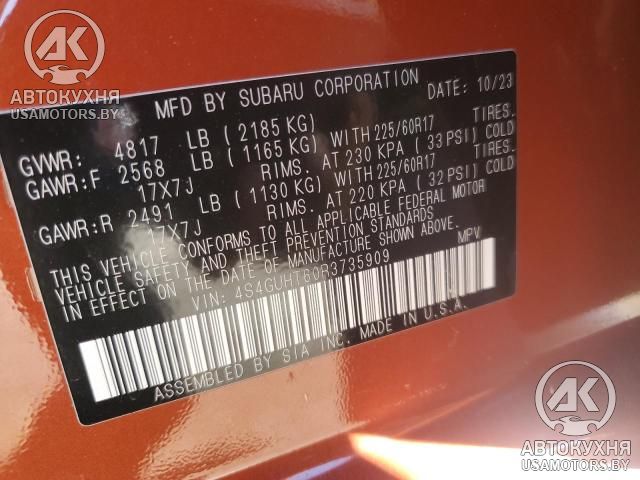 АК
АВТОКУХНЯ
USAMOTORS.BY
MFD BY SUBARU CORPORATION DATE: 10/23
GVWR: 4817 LB (2185 KG)
GAWR:F 2568 LB (1165 KG) WITH 225/60R17 TIRES.
17X7J RIMS. AT 230 KPA (33 PSI) COLD
GAWR:R 2491 LB (1130 KG) WITH 225/60R17 TIRES.
17X7J RIMS. AT 220 KPA (32 PSI) COLD
THIS VEHICLE CONFORMS TO ALL APPLICABLE FEDERAL MOTOR
VEHICLE SAFETY AND THEFT PREVENTION STANDARDS
IN EFFECT ON THE DATE OF MANUFACTURE SHOWN ABOVE.
VIN: 4S4GUHT60R3735909 MPV
ASSEMBLED BY SIA INC. MADE IN U.S.A.
АК
АВТОКУХНЯ
USAMOTORS.BY